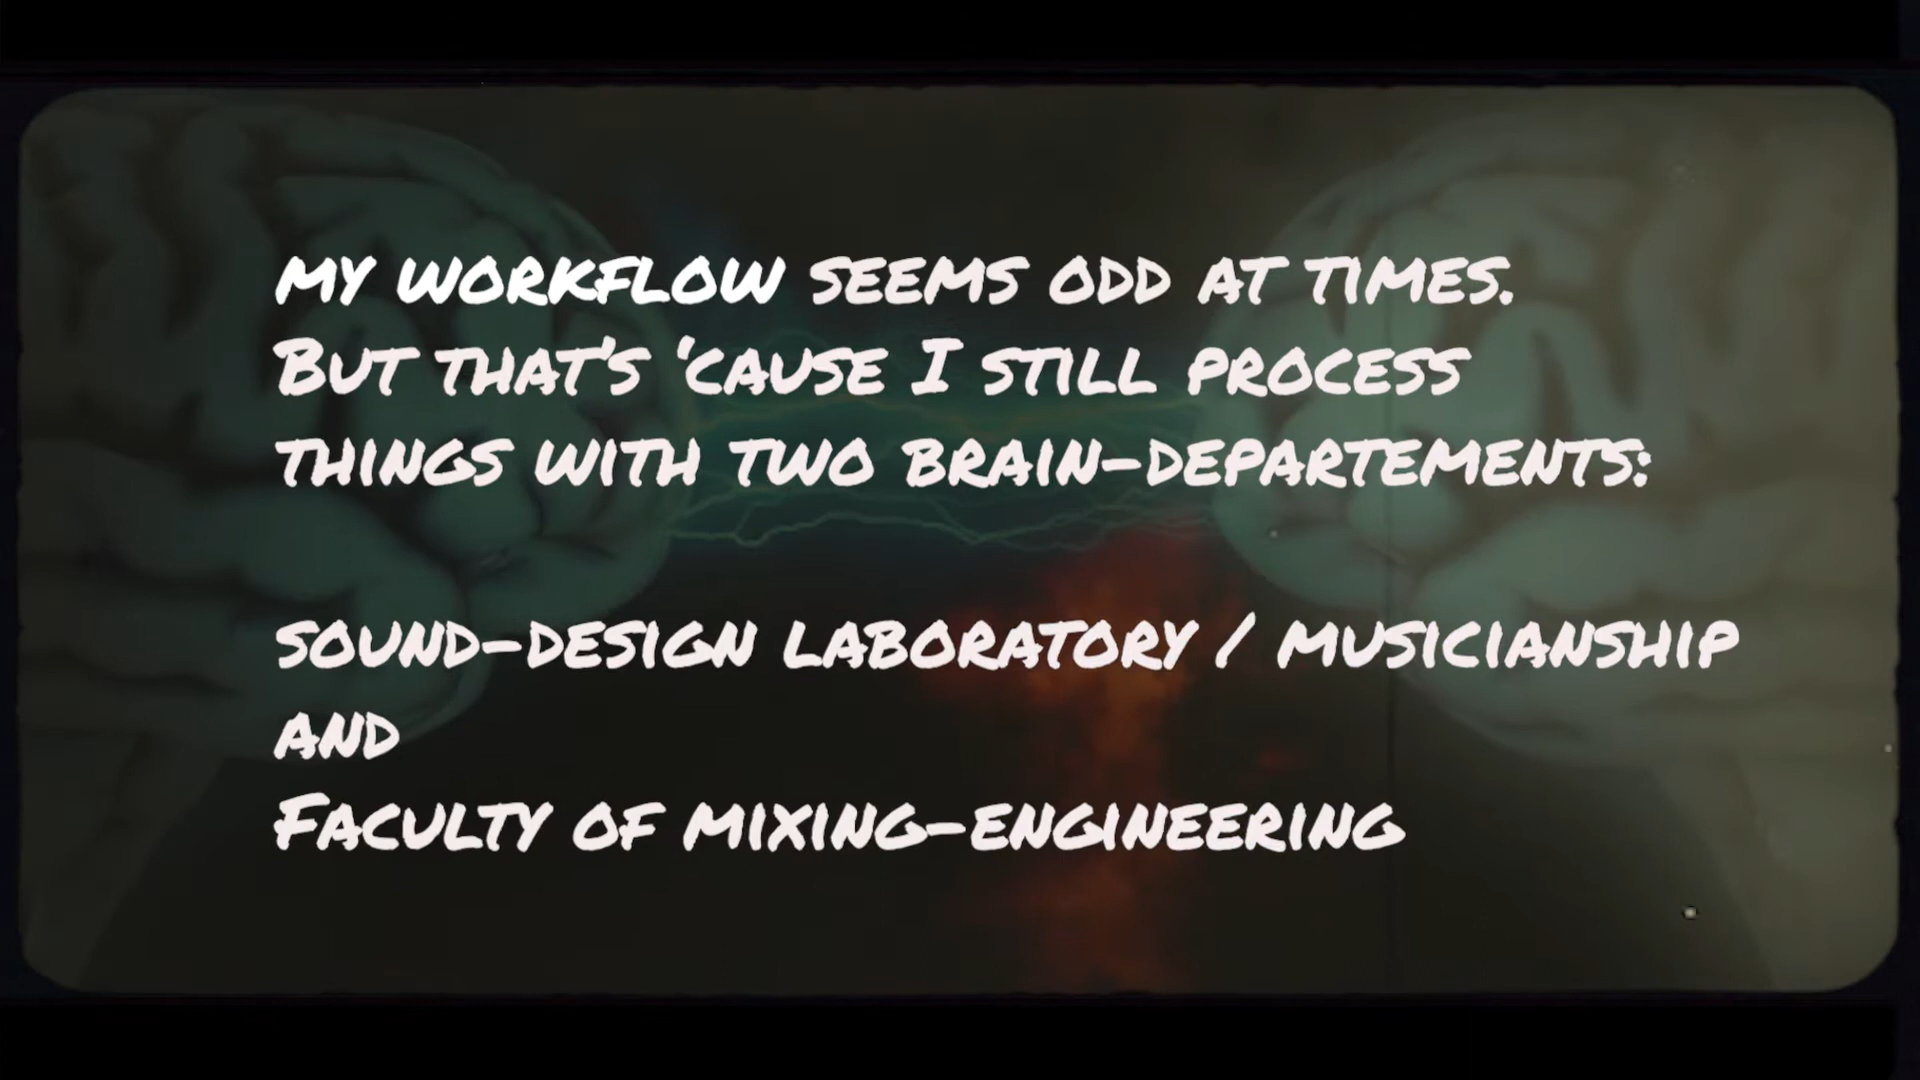 my workflow seems odd at times.
But that's 'cause I still process
things with two brain-departements:
sound-design laboratory / musicianship
and
Faculty of mixing-engineering